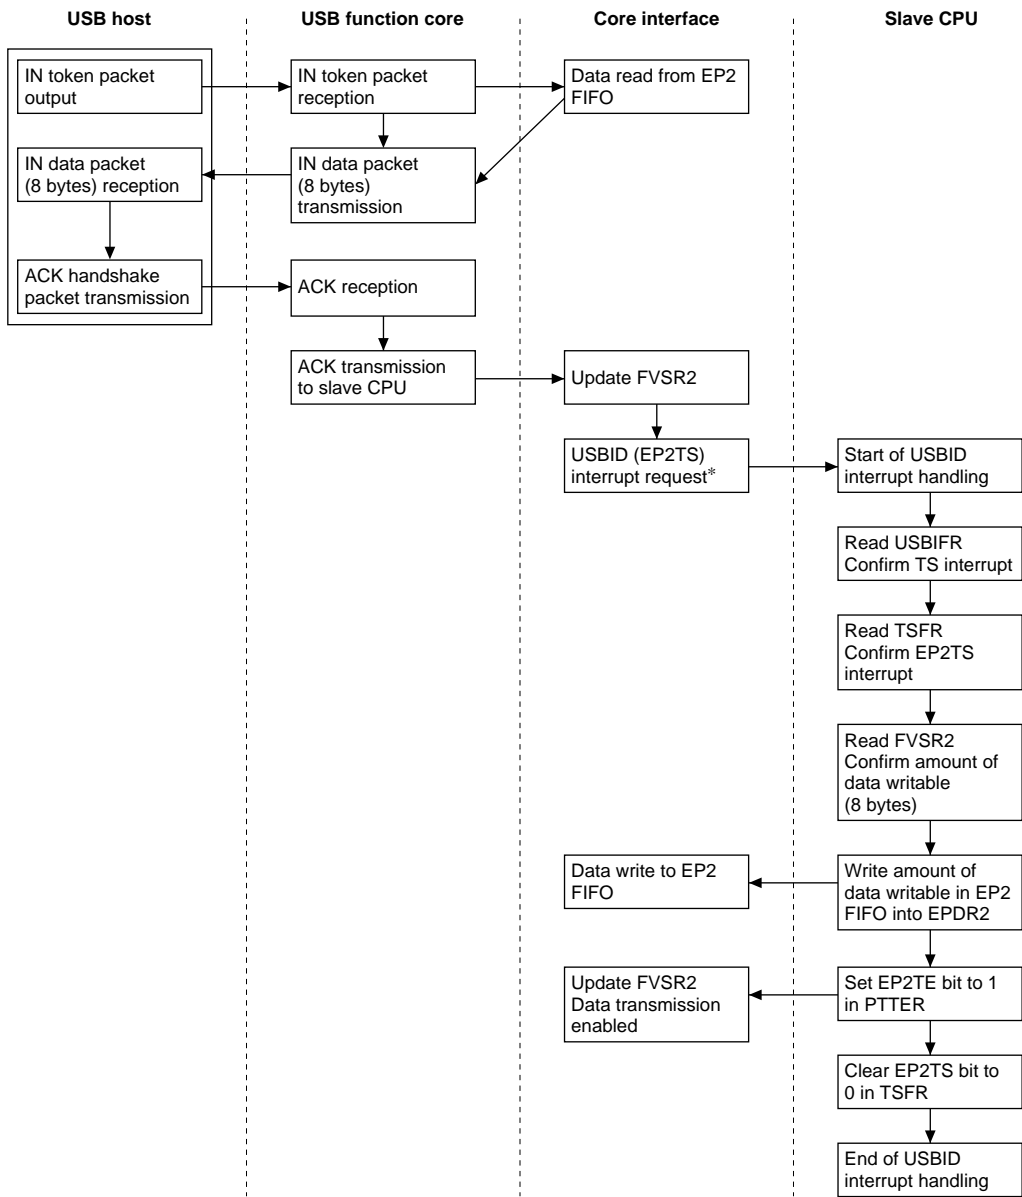 USB host
USB function core
Core interface
Slave CPU
IN token packet
output
IN token packet
reception
Data read from EP2
FIFO
IN data packet
(8 bytes) reception
IN data packet
(8 bytes)
transmission
ACK handshake
packet transmission
ACK reception
ACK transmission
to slave CPU
Update FVSR2
USBID (EP2TS)
interrupt request*
Start of USBID
interrupt handling
Read USBIFR
Confirm TS interrupt
Read TSFR
Confirm EP2TS
interrupt
Read FVSR2
Confirm amount of
data writable
(8 bytes)
Data write to EP2
FIFO
Write amount of
data writable in EP2
FIFO into EPDR2
Update FVSR2
Data transmission
enabled
Set EP2TE bit to 1
in PTTER
Clear EP2TS bit to
0 in TSFR
End of USBID
interrupt handling